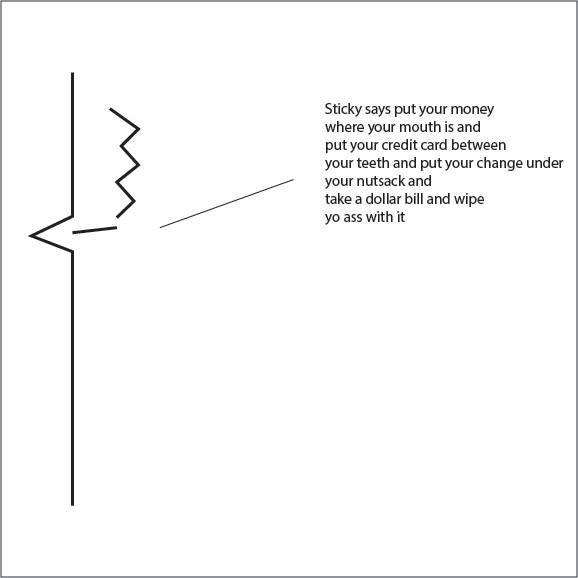 Sticky says put your money
where your mouth is and
put your credit card between
your teeth and put your change under
your nutsack and
take a dollar bill and wipe
yo ass with it